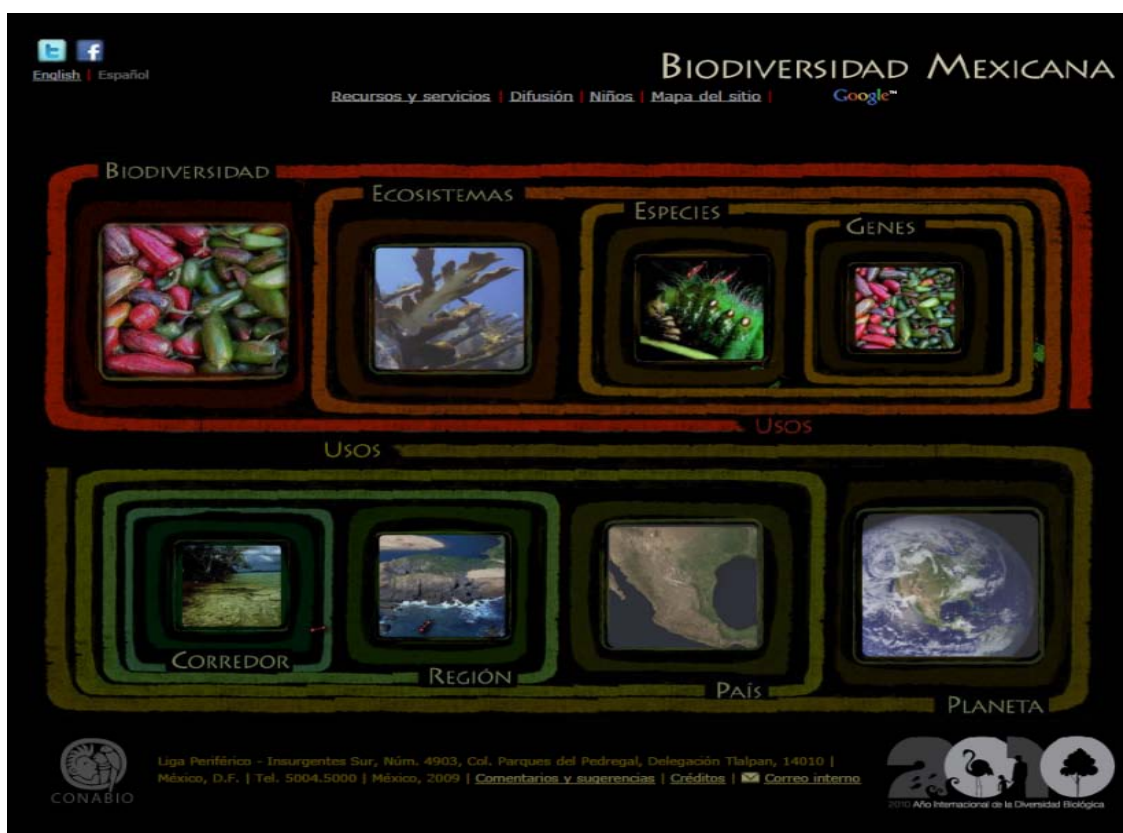 English | Español
BIODIVERSIDAD MEXICANA
Recursos y servicios | Difusión | Niños | Mapa del sitio |
Google™
BIODIVERSIDAD
ECOSISTEMAS
ESPECIES
GENES
USOS
USOS
CORREDOR
REGIÓN
PAÍS
PLANETA
Liga Periférico - Insurgentes Sur, Núm. 4903, Col. Parques del Pedregal, Delegación Tlalpan, 14010 |
México, D.F. | Tel. 5004.5000 | México, 2009 | Comentarios y sugerencias | Créditos | Correo interno
CONABIO
2010
2010 Año Internacional de la Diversidad Biológica